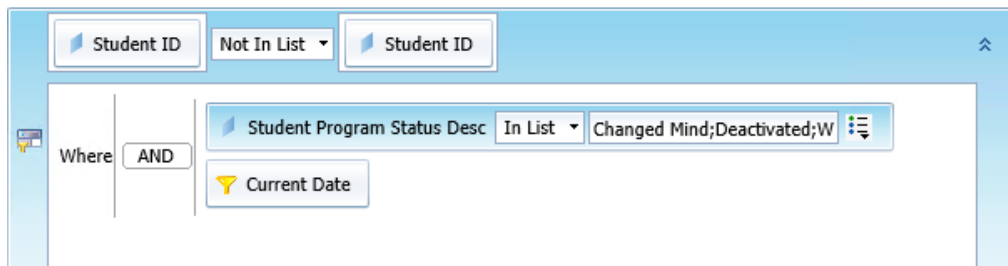 Student ID Not In List Student ID
Student Program Status Desc In List Changed Mind;Deactivated;W
Where AND
Current Date